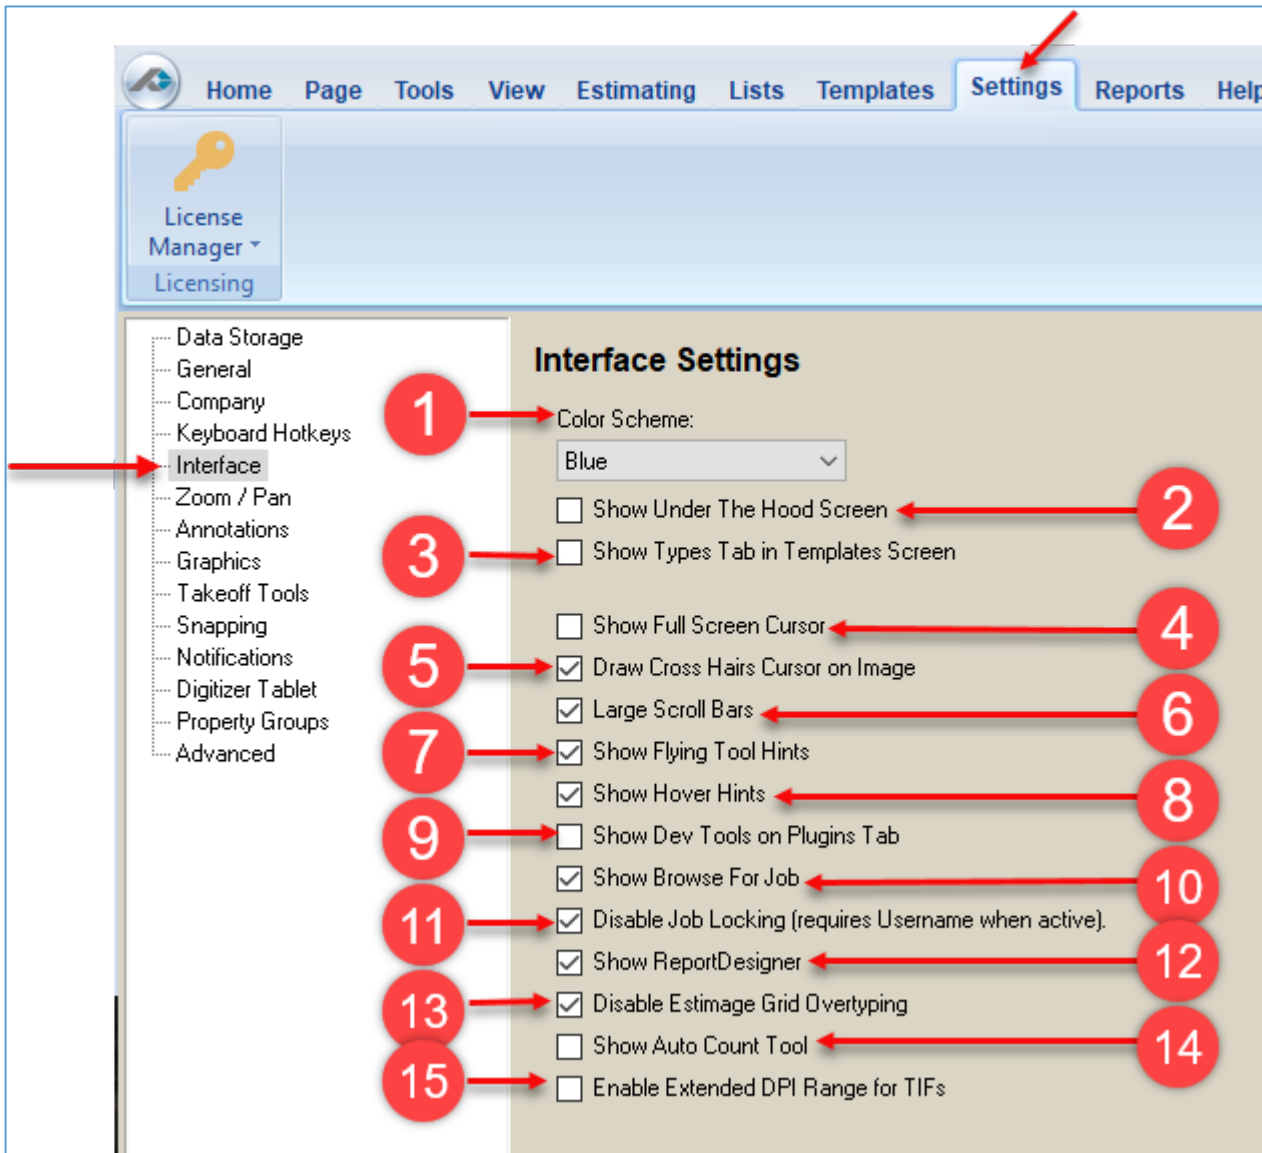 Home Page Tools View Estimating Lists Templates Settings Reports Help
License
Manager
Licensing
Data Storage
General
Company
Keyboard Hotkeys
Interface
Zoom / Pan
Annotations
Graphics
Takeoff Tools
Snapping
Notifications
Digitizer Tablet
Property Groups
Advanced
Interface Settings
1 Color Scheme:
Blue
Show Under The Hood Screen 2
3 Show Types Tab in Templates Screen
Show Full Screen Cursor 4
5 Draw Cross Hairs Cursor on Image
Large Scroll Bars 6
7 Show Flying Tool Hints
Show Hover Hints 8
9 Show Dev Tools on Plugins Tab
Show Browse For Job 10
11 Disable Job Locking (requires Username when active).
Show ReportDesigner 12
13 Disable Estimage Grid Overtyping
Show Auto Count Tool 14
15 Enable Extended DPI Range for TIFs